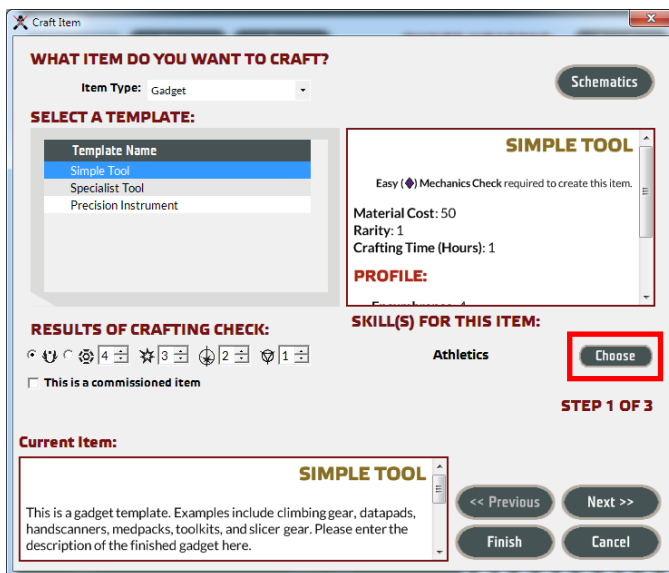 Craft Item
WHAT ITEM DO YOU WANT TO CRAFT?
Item Type: Gadget
Schematics
SELECT A TEMPLATE:
Template Name
Simple Tool
Specialist Tool
Precision Instrument
SIMPLE TOOL
Easy (♦) Mechanics Check required to create this item.
Material Cost: 50
Rarity: 1
Crafting Time (Hours): 1
PROFILE:
RESULTS OF CRAFTING CHECK:
4 3 2 1
This is a commissioned item
SKILL(S) FOR THIS ITEM:
Athletics
Choose
STEP 1 OF 3
Current Item:
SIMPLE TOOL
This is a gadget template. Examples include climbing gear, datapads,
handscanners, medpacks, toolkits, and slicer gear. Please enter the
description of the finished gadget here.
<< Previous
Next >>
Finish
Cancel